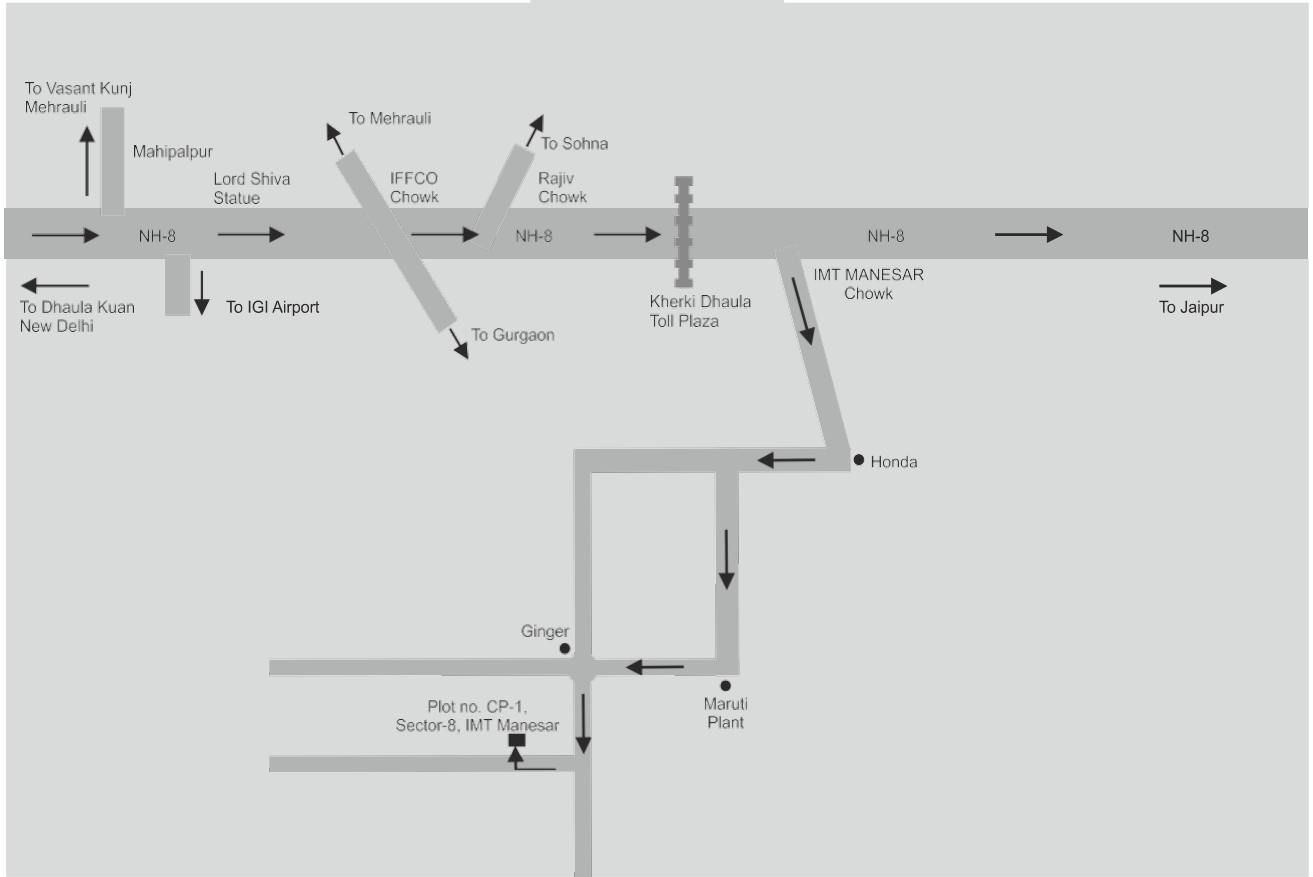 To Vasant Kunj
Mehrauli
Mahipalpur
Lord Shiva
Statue
To Mehrauli
IFFCO
Chowk
To Sohna
Rajiv
Chowk
NH-8
NH-8
NH-8
NH-8
To Dhaula Kuan
New Delhi
To IGI Airport
To Gurgaon
Kherki Dhaula
Toll Plaza
IMT MANESAR
Chowk
To Jaipur
Honda
Ginger
Maruti
Plant
Plot no. CP-1,
Sector-8, IMT Manesar